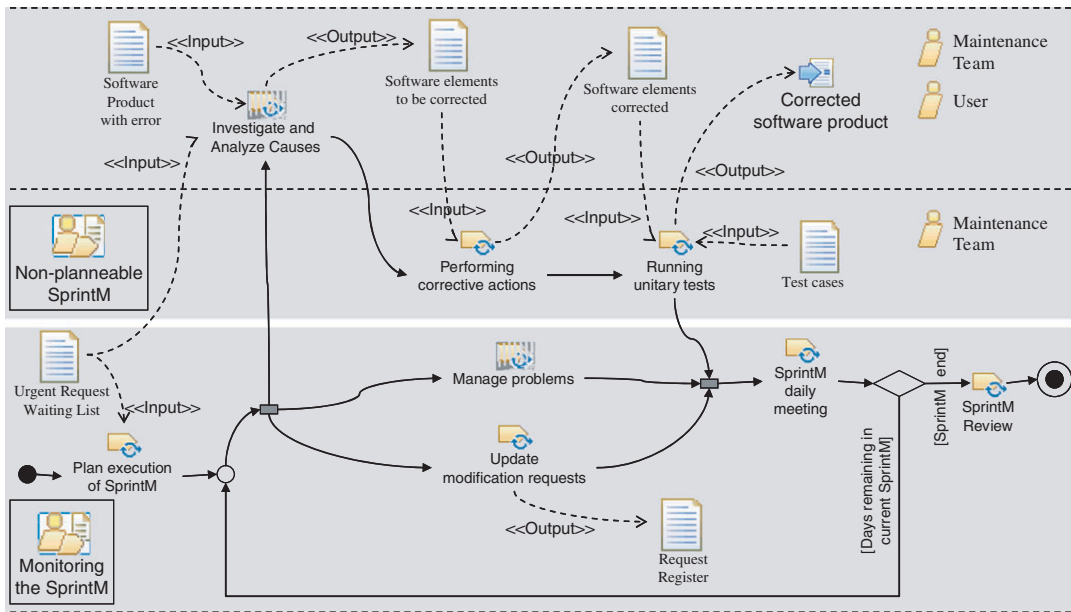 <<Input>>
<<Output>>
<<Input>>
Maintenance
Team
Software
Product
with error
Software elements
to be corrected
Software elements
corrected
Corrected
software product
User
Investigate and
Analyze Causes
<<Input>>
<<Output>>
<<Output>>
<<Input>>
<<Input>>
<<Input>>
Maintenance
Team
Non-planneable
SprintM
Performing
corrective actions
Running
unitary tests
Test cases
Urgent Request
Waiting List
<<Input>>
Manage problems
SprintM
daily
meeting
[SprintM end]
SprintM
Review
Plan execution
of SprintM
Update
modification requests
[Days remaining in
current SprintM]
<<Output>>
Request
Register
Monitoring
the SprintM